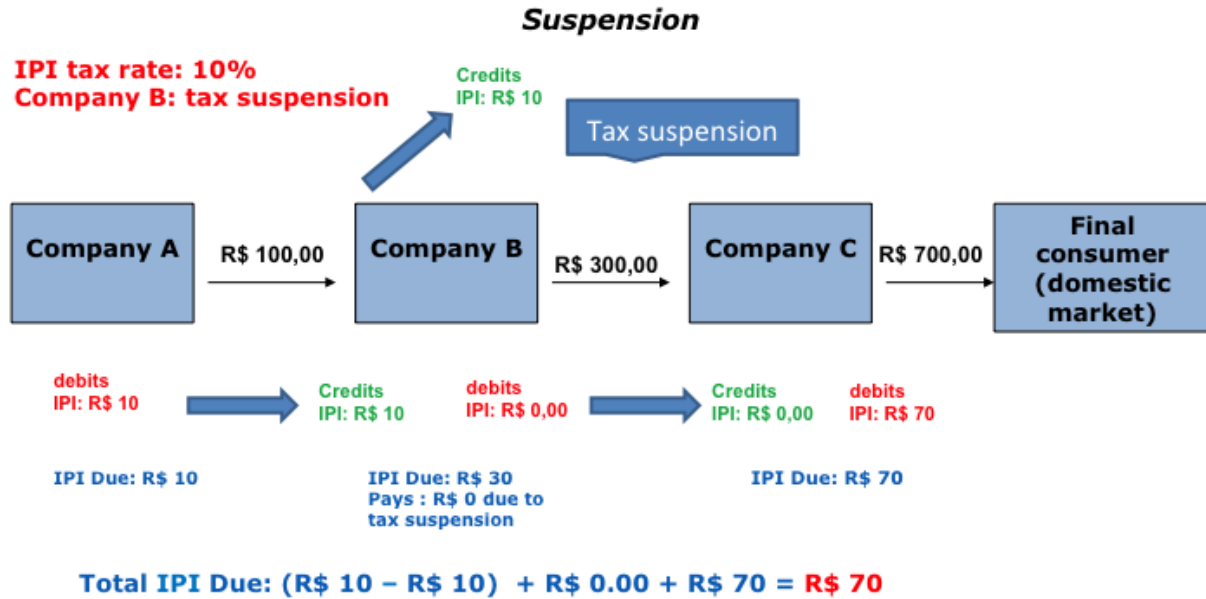 Suspension
IPI tax rate: 10%
Company B: tax suspension
Credits
IPI: R$ 10
Tax suspension
Company A
R$ 100,00
Company B
R$ 300,00
Company C
R$ 700,00
Final
consumer
(domestic
market)
debits
IPI: R$ 10
Credits
IPI: R$ 10
debits
IPI: R$ 0,00
Credits
IPI: R$ 0,00
debits
IPI: R$ 70
IPI Due: R$ 10
IPI Due: R$ 30
Pays : R$ 0 due to
tax suspension
IPI Due: R$ 70
Total IPI Due: (R$ 10 – R$ 10) + R$ 0.00 + R$ 70 = R$ 70